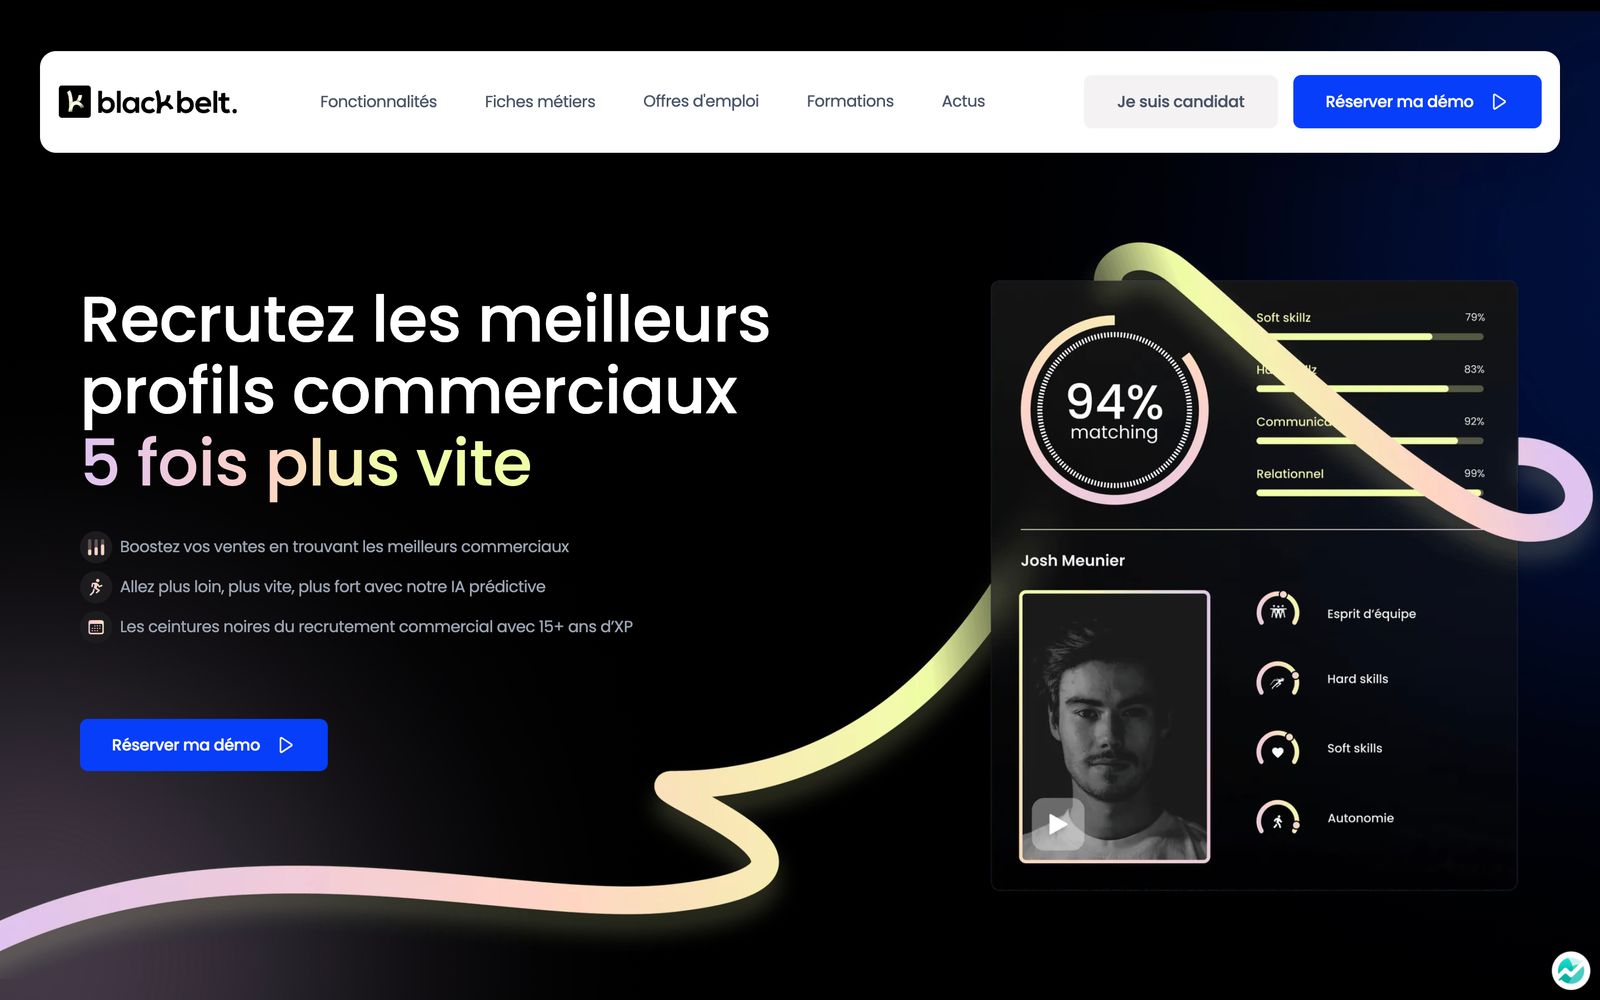 blackbelt.
Fonctionnalités
Fiches métiers
Offres d'emploi
Formations
Actus
Je suis candidat
Réserver ma démo
Recrutez les meilleurs
profils commerciaux
5 fois plus vite
Boostez vos ventes en trouvant les meilleurs commerciaux
Allez plus loin, plus vite, plus fort avec notre IA prédictive
Les ceintures noires du recrutement commercial avec 15+ ans d’XP
Réserver ma démo
94%
matching
Soft skillz 79%
83%
92%
Relationnel 99%
Josh Meunier
Esprit d’équipe
Hard skills
Soft skills
Autonomie